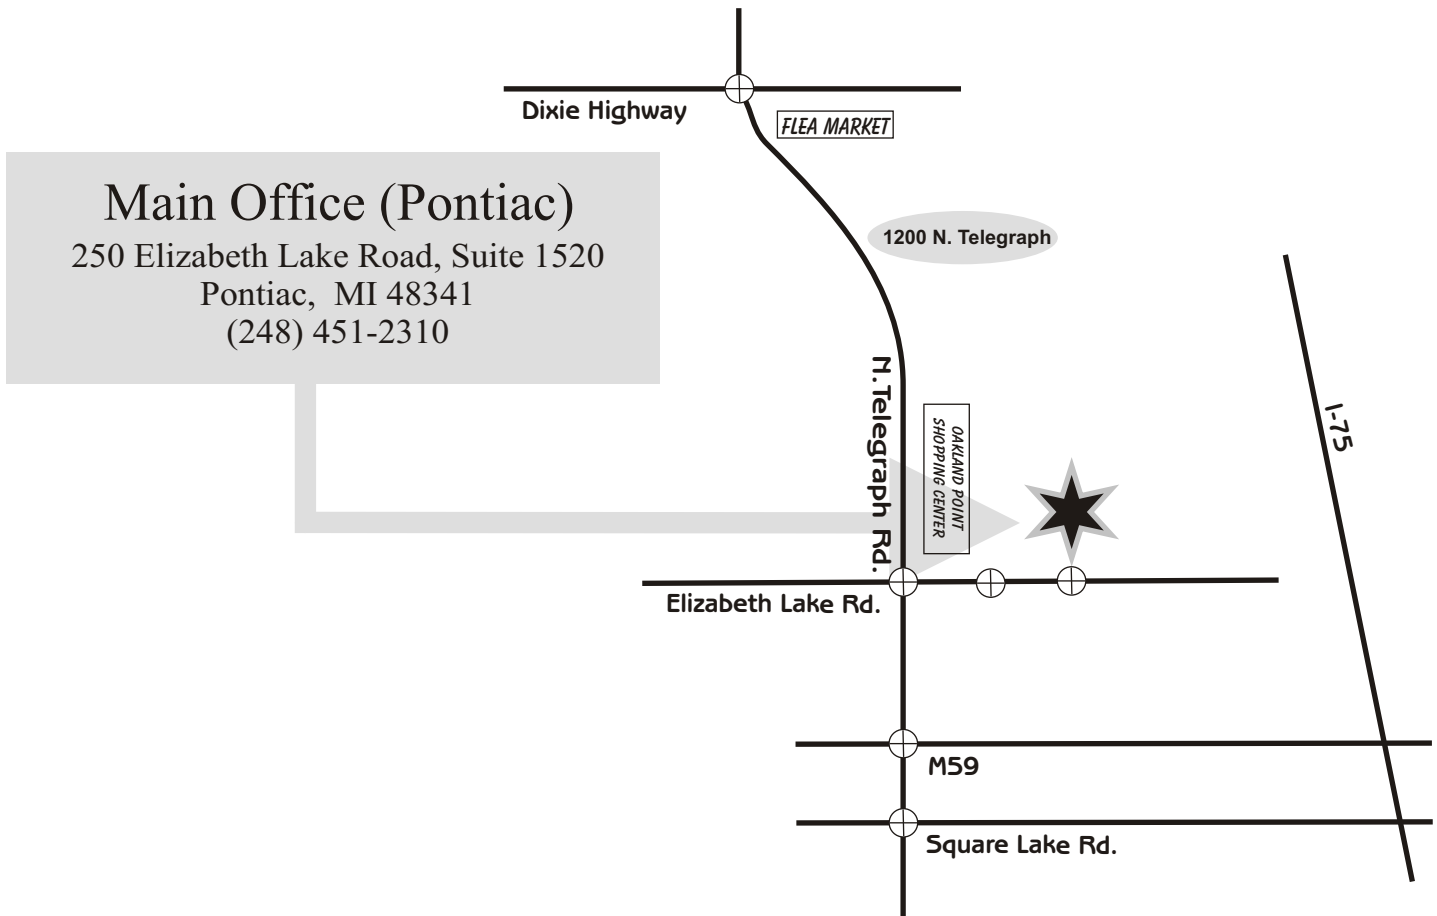 Dixie Highway
FLEA MARKET
Main Office (Pontiac)
250 Elizabeth Lake Road, Suite 1520
Pontiac, MI 48341
(248) 451-2310
1200 N. Telegraph
N. Telegraph Rd.
OAKLAND POINT
SHOPPING CENTER
I-75
Elizabeth Lake Rd.
M59
Square Lake Rd.